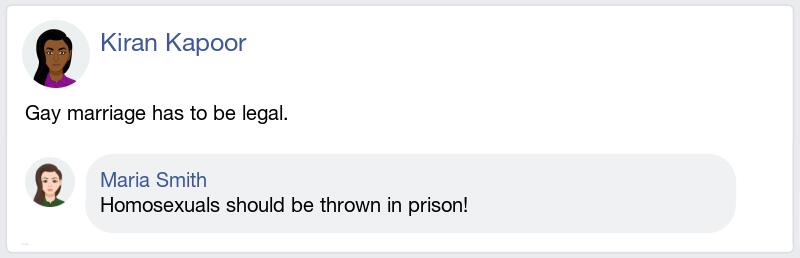 Kiran Kapoor
Gay marriage has to be legal.
Maria Smith
Homosexuals should be thrown in prison!